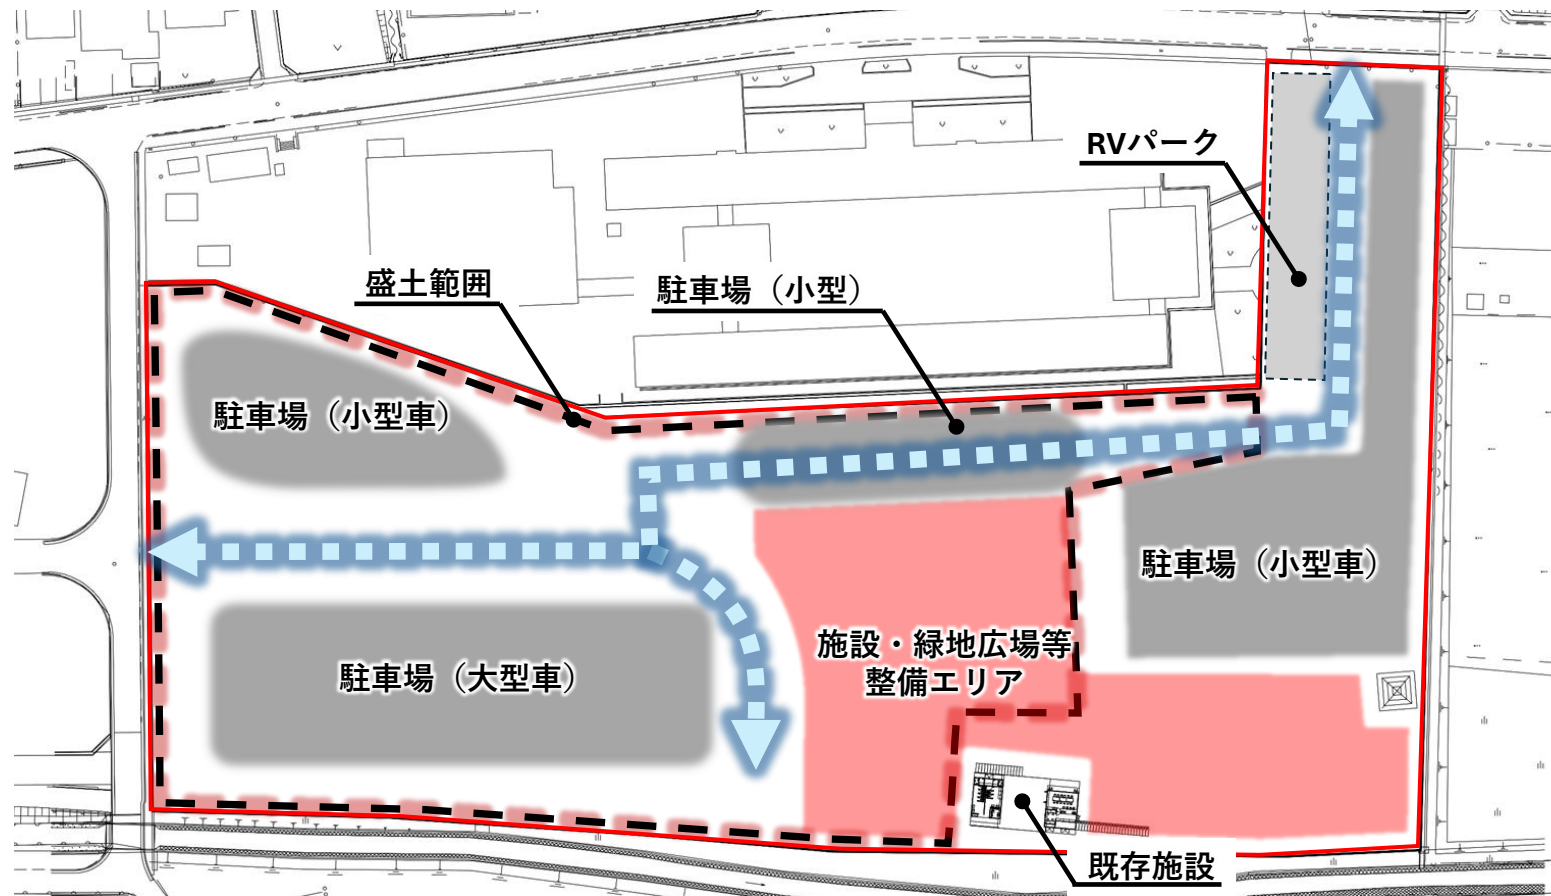 RVパーク
盛土範囲
駐車場（小型）
駐車場（小型車）
駐車場（小型車）
施設・緑地広場等
整備エリア
駐車場（大型車）
既存施設